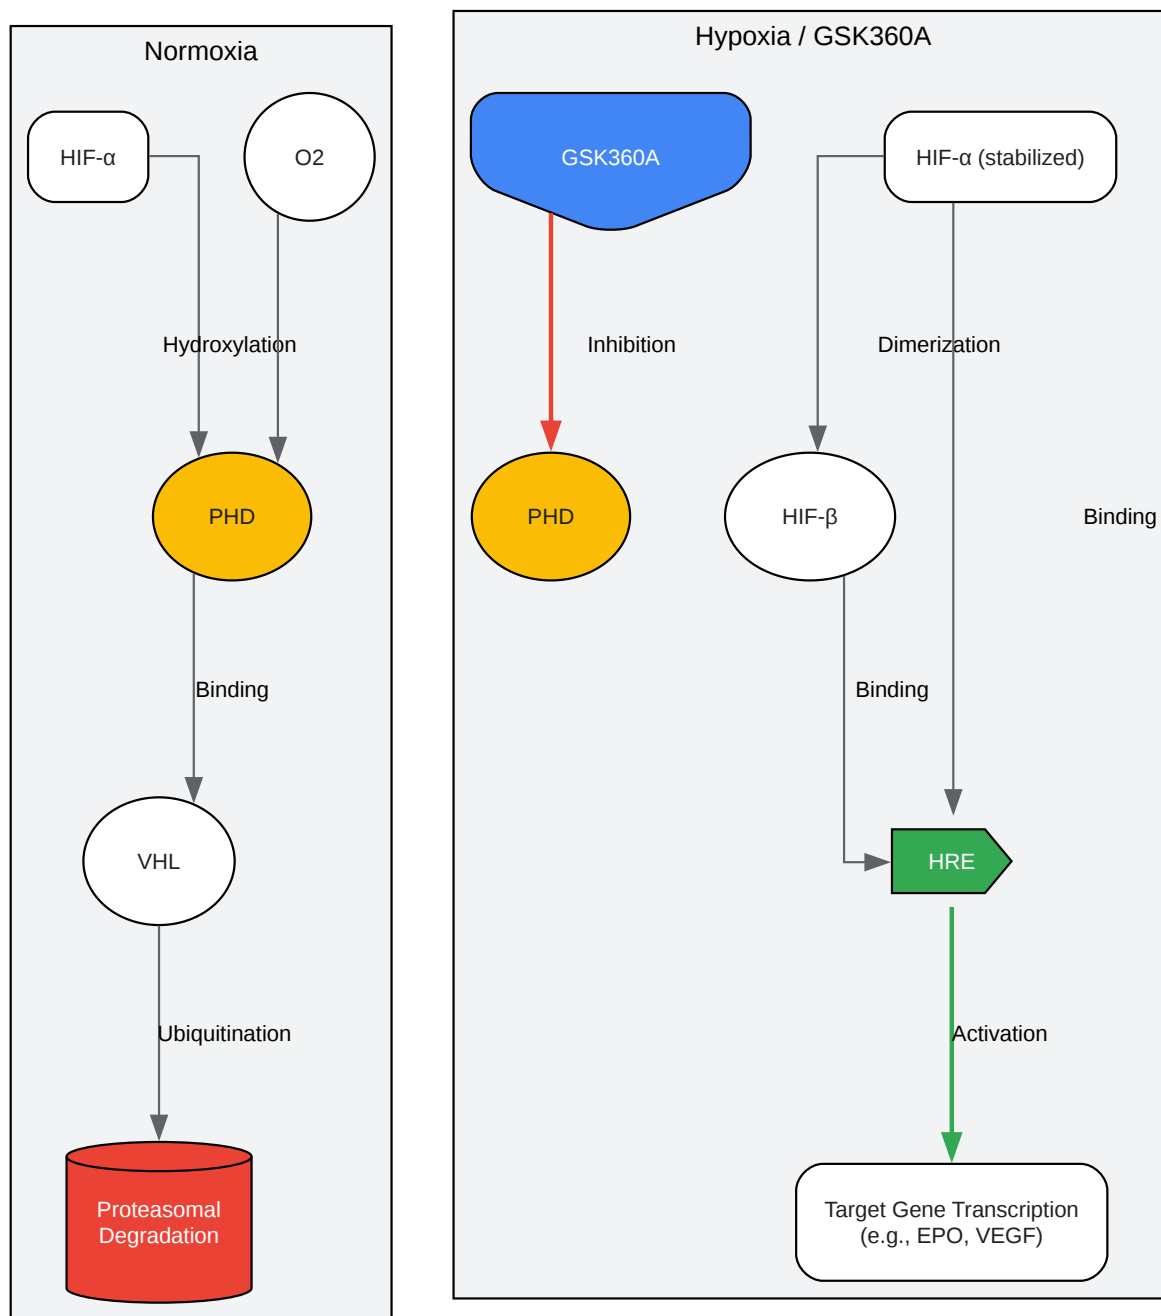 Normoxia
HIF-α
O2
Hydroxylation
PHD
Binding
VHL
Ubiquitination
Proteasomal
Degradation
Hypoxia / GSK360A
GSK360A
HIF-α (stabilized)
Inhibition
Dimerization
PHD
HIF-β
Binding
Binding
HRE
Activation
Target Gene Transcription
(e.g., EPO, VEGF)